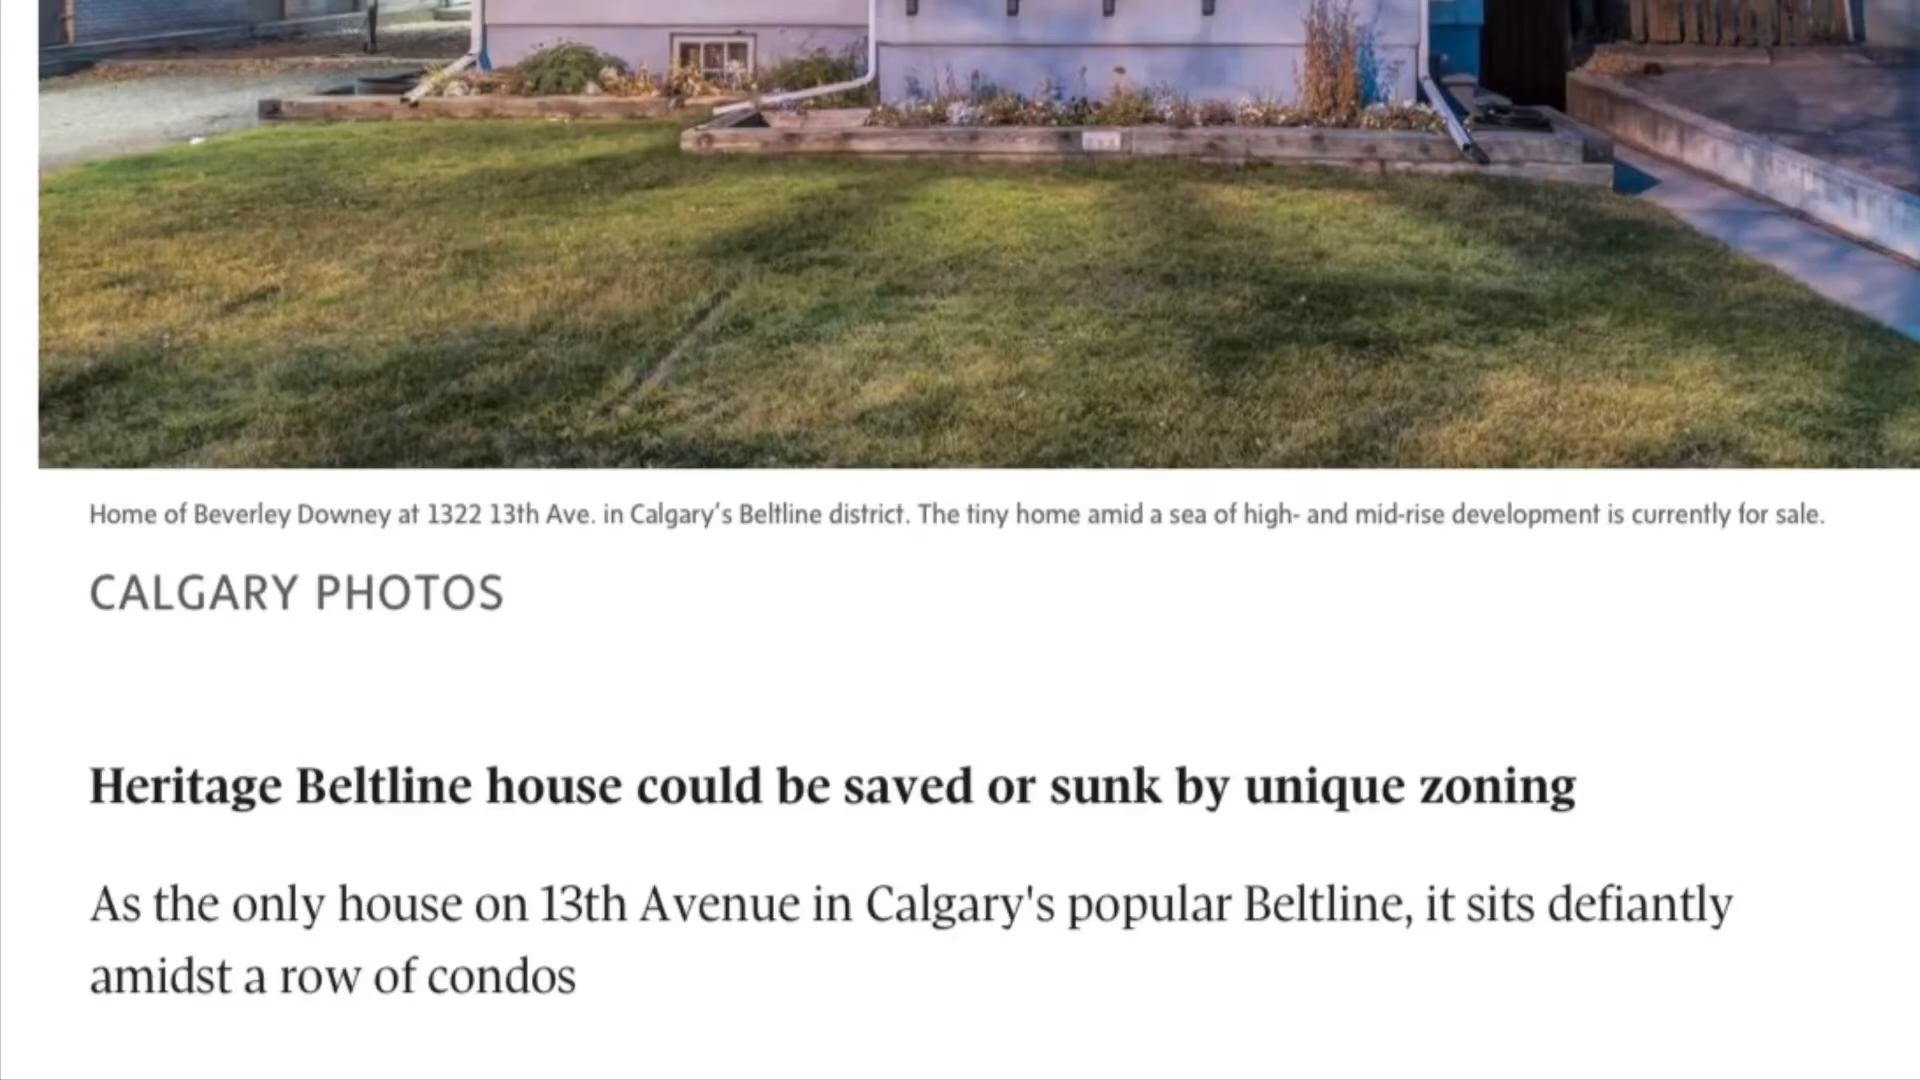 Home of Beverley Downey at 1322 13th Ave. in Calgary’s Beltline district. The tiny home amid a sea of high- and mid-rise development is currently for sale.
CALGARY PHOTOS
Heritage Beltline house could be saved or sunk by unique zoning
As the only house on 13th Avenue in Calgary's popular Beltline, it sits defiantly
amidst a row of condos